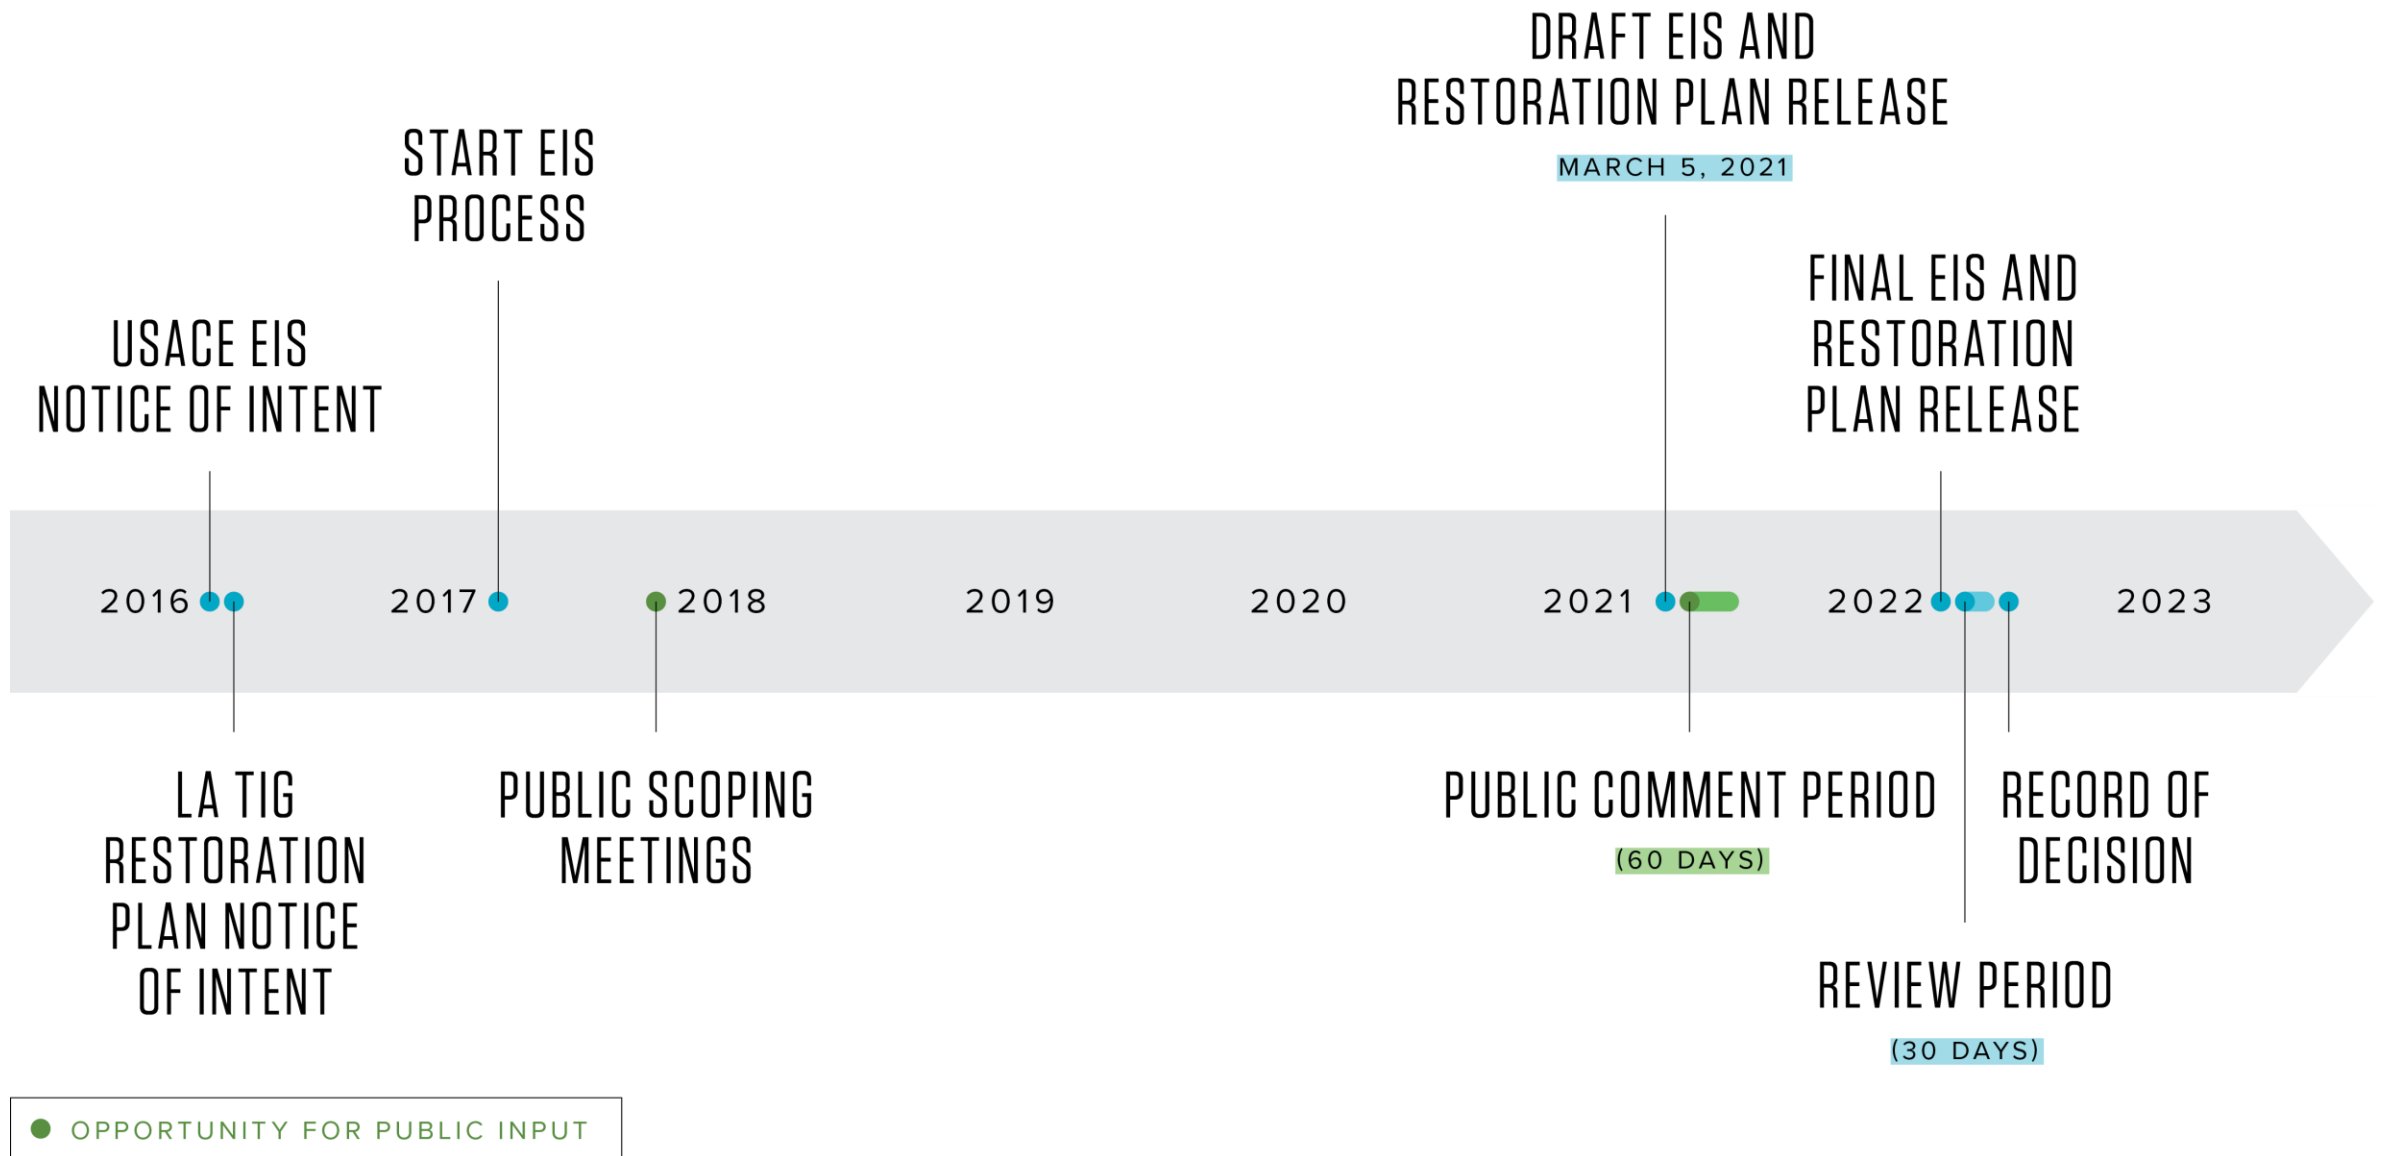 DRAFT EIS AND
RESTORATION PLAN RELEASE
MARCH 5, 2021
START EIS
PROCESS
FINAL EIS AND
RESTORATION
PLAN RELEASE
USACE EIS
NOTICE OF INTENT
2016 2017 2018 2019 2020 2021 2022 2023
LA TIG
RESTORATION
PLAN NOTICE
OF INTENT
PUBLIC SCOPING
MEETINGS
PUBLIC COMMENT PERIOD
(60 DAYS)
RECORD OF
DECISION
REVIEW PERIOD
(30 DAYS)
OPPORTUNITY FOR PUBLIC INPUT